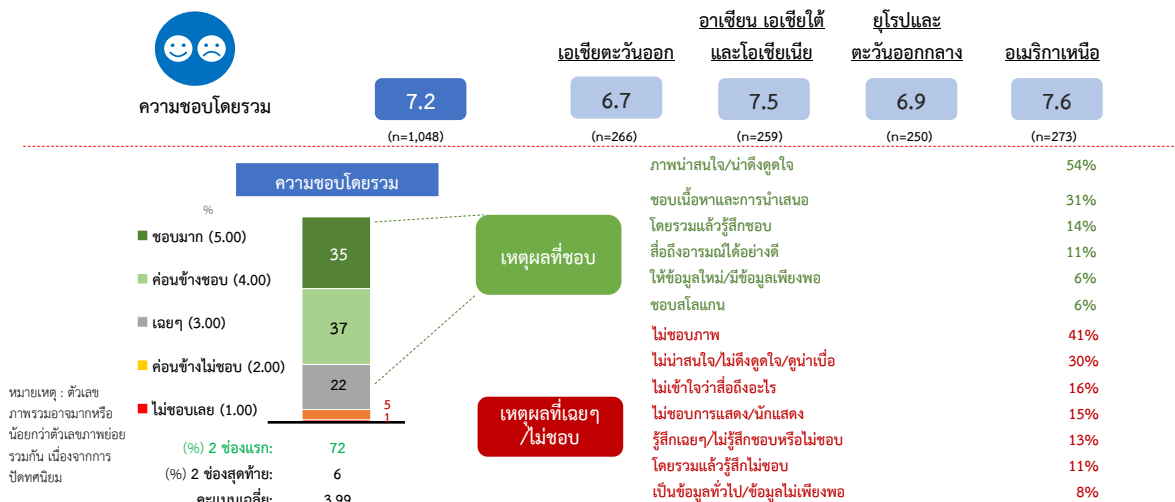 อาเซียน เอเชียใต้
ยุโรปและ
เอเชียตะวันออก
และโอเชียเนีย
ตะวันออกกลาง
อเมริกาเหนือ
ความชอบโดยรวม
7.2
6.7
7.5
6.9
7.6
(n=1,048)
(n=266)
(n=259)
(n=250)
(n=273)
ความชอบโดยรวม
%
ชอบมาก (5.00)
ค่อนข้างชอบ (4.00)
เฉยๆ (3.00)
ค่อนข้างไม่ชอบ (2.00)
ไม่ชอบเลย (1.00)
35
37
22
5
1
(%) 2 ช่องแรก: 72
(%) 2 ช่องสุดท้าย: 6
คะแนนเฉลี่ย: 3.99
หมายเหตุ : ตัวเลข
ภาพรวมอาจมากหรือ
น้อยกว่าตัวเลขภาพย่อย
รวมกัน เนื่องจากการ
ปัดทศนิยม
เหตุผลที่ชอบ
ภาพน่าสนใจ/น่าดึงดูดใจ 54%
ชอบเนื้อหาและการนำเสนอ 31%
โดยรวมแล้วรู้สึกชอบ 14%
สื่อถึงอารมณ์ได้อย่างดี 11%
ให้ข้อมูลใหม่/มีข้อมูลเพียงพอ 6%
ชอบสโลแกน 6%
เหตุผลที่เฉยๆ
/ไม่ชอบ
ไม่ชอบภาพ 41%
ไม่น่าสนใจ/ไม่ดึงดูดใจ/ดูน่าเบื่อ 30%
ไม่เข้าใจว่าสื่อถึงอะไร 16%
ไม่ชอบการแสดง/นักแสดง 15%
รู้สึกเฉยๆ/ไม่รู้สึกชอบหรือไม่ชอบ 13%
โดยรวมแล้วรู้สึกไม่ชอบ 11%
เป็นข้อมูลทั่วไป/ข้อมูลไม่เพียงพอ 8%